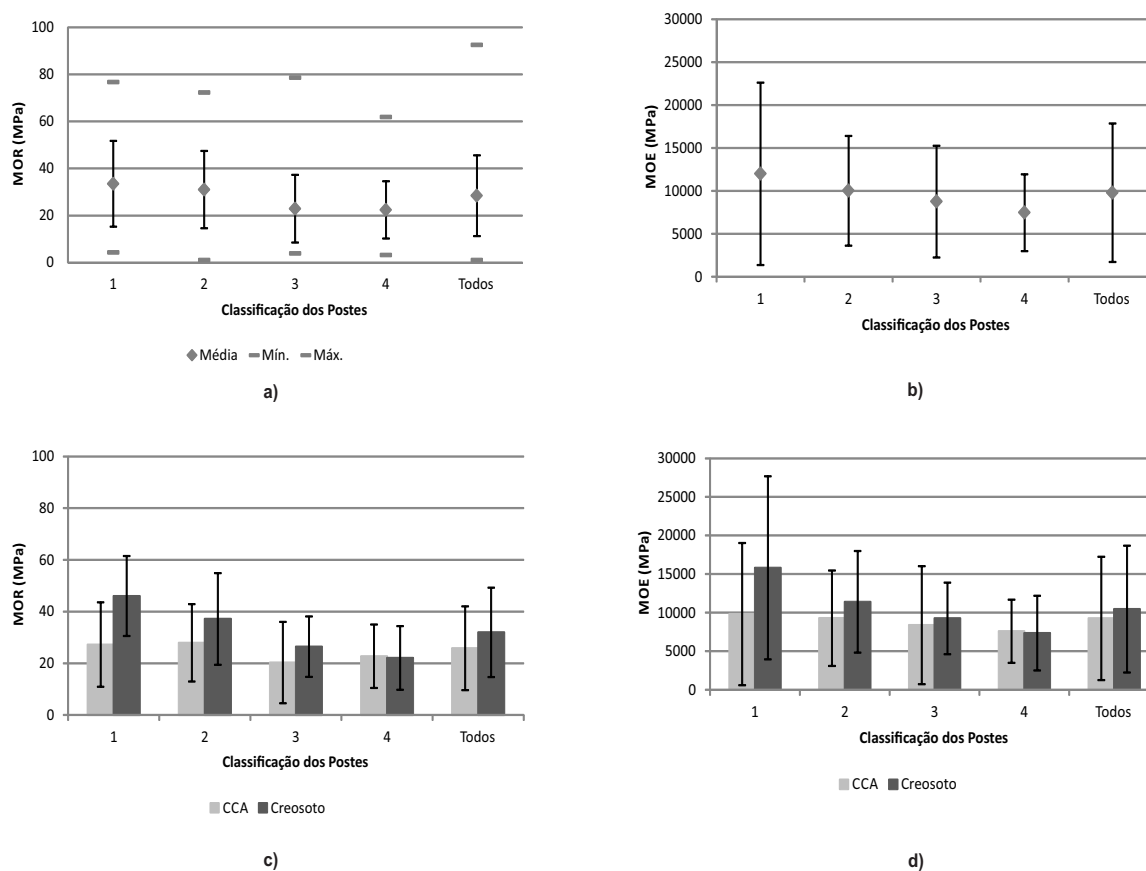 100
80
60
40
20
0
MOR (MPa)
1 2 3 4 Todos
Classificação dos Postes
Média Mín. Máx.
a)
30000
25000
20000
15000
10000
5000
0
MOE (MPa)
1 2 3 4 Todos
Classificação dos Postes
b)
100
80
60
40
20
0
MOR (MPa)
1 2 3 4 Todos
Classificação dos Postes
CCA Creosoto
c)
30000
25000
20000
15000
10000
5000
0
MOE (MPa)
1 2 3 4 Todos
Classificação dos Postes
CCA Creosoto
d)